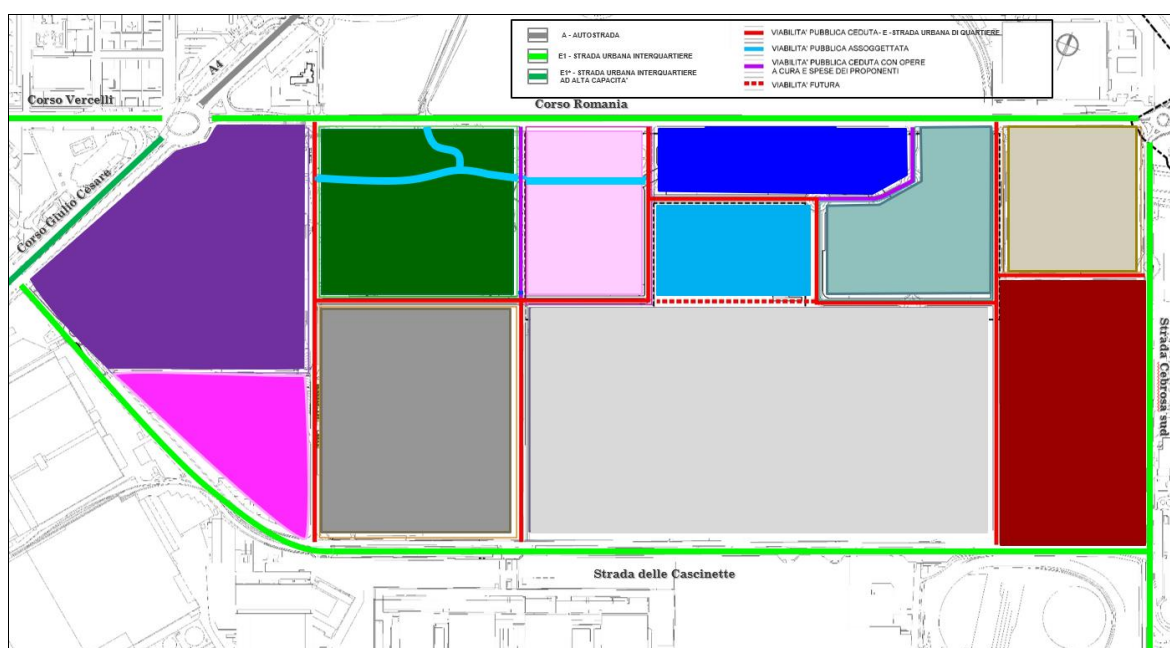 A - AUTOSTRADA
E1 - STRADA URBANA INTERQUARTIERE
E1* - STRADA URBANA INTERQUARTIERE
AD ALTA CAPACITA'
VIABILITA' PUBBLICA CEDUTA- E -STRADA URBANA DI QUARTIERE
VIABILITA' PUBBLICA ASSOGGETTATA
VIABILITA' PUBBLICA CEDUTA CON OPERE
A CURA E SPESE DEI PROPONENTI
VIABILITA' FUTURA
A4
Corso Vercelli
Corso Romania
Corso Giulio Cesare
Strada Cebrosa sud
Strada delle Cascinette